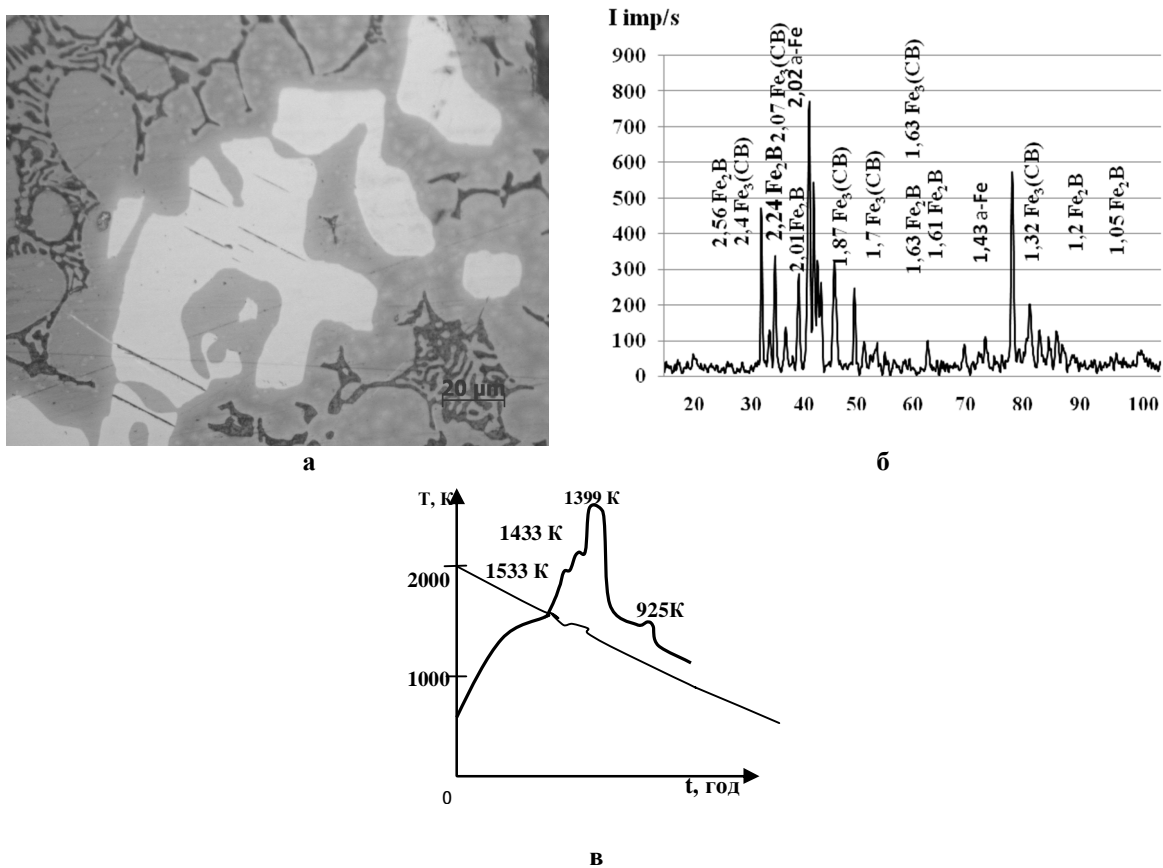 I imp/s
900
800
700
600
500
400
300
200
100
0
2,56 Fe₂B
2,4 Fe₃(CB)
2,24 Fe₂B
2,07 Fe₃(CB)
2,01Fe₂B
2,02 a-Fe
1,87 Fe₃(CB)
1,7 Fe₃(CB)
1,63 Fe₂B
1,63 Fe₃(CB)
1,61 Fe₂B
1,43 a-Fe
1,32 Fe₃(CB)
1,2 Fe₂B
1,05 Fe₂B
20 30 40 50 60 70 80 90 100
20 µm
а
б
Т, К
1399 К
1433 К
2000
1533 К
925К
1000
0
t, год
в